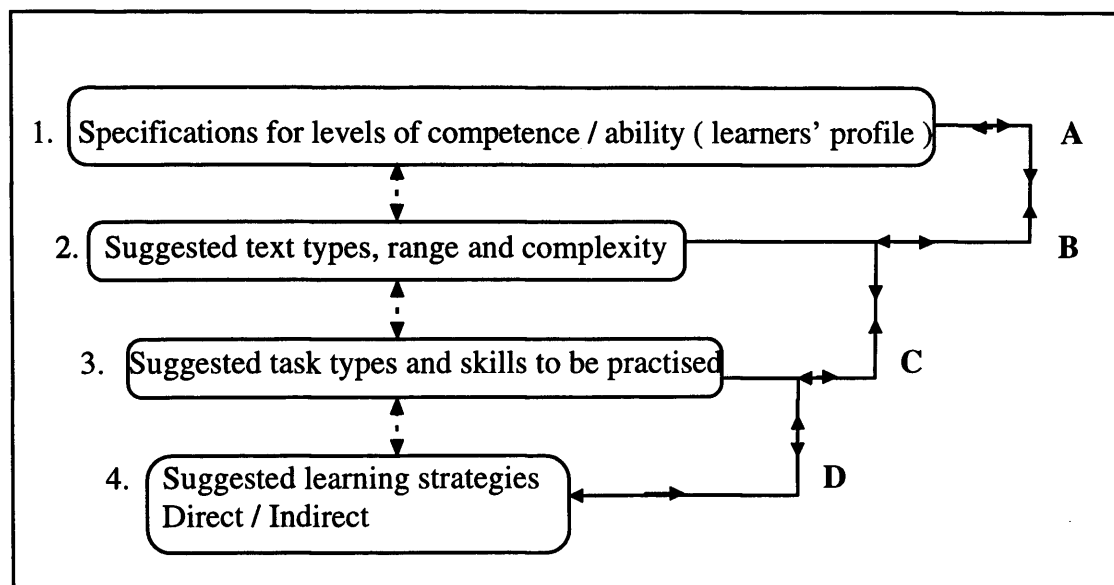 1. Specifications for levels of competence / ability ( learners’ profile )
A
2. Suggested text types, range and complexity
B
3. Suggested task types and skills to be practised
C
4. Suggested learning strategies
Direct / Indirect
D